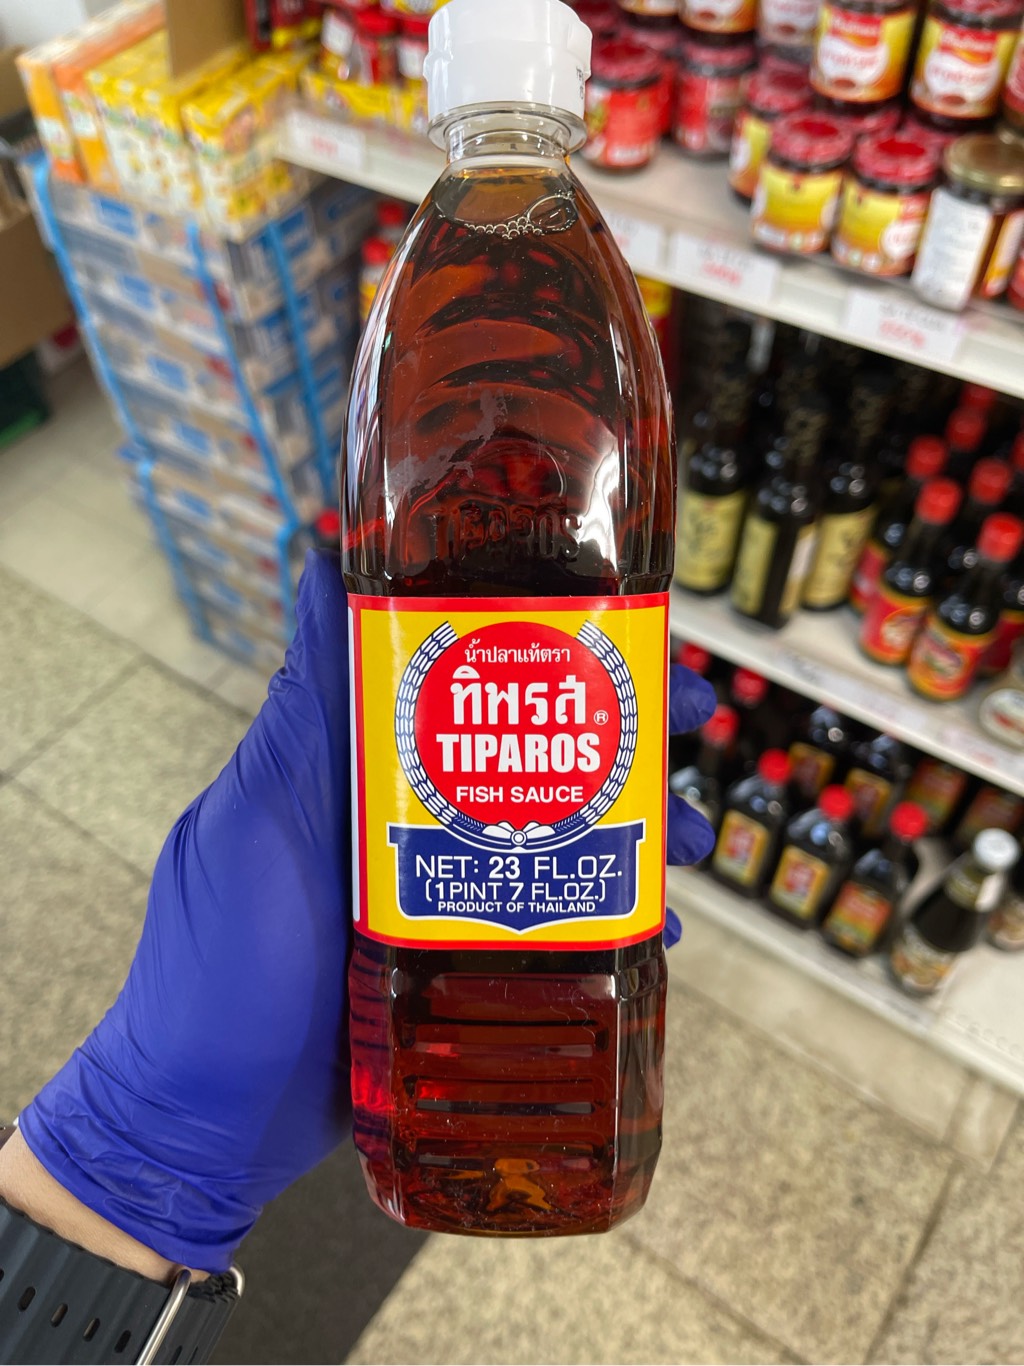 TIPAROS
น้ำปลาแท้ตรา
ทิพรส ®
TIPAROS
FISH SAUCE
NET: 23 FL.OZ.
(1 PINT 7 FL.OZ.)
PRODUCT OF THAILAND